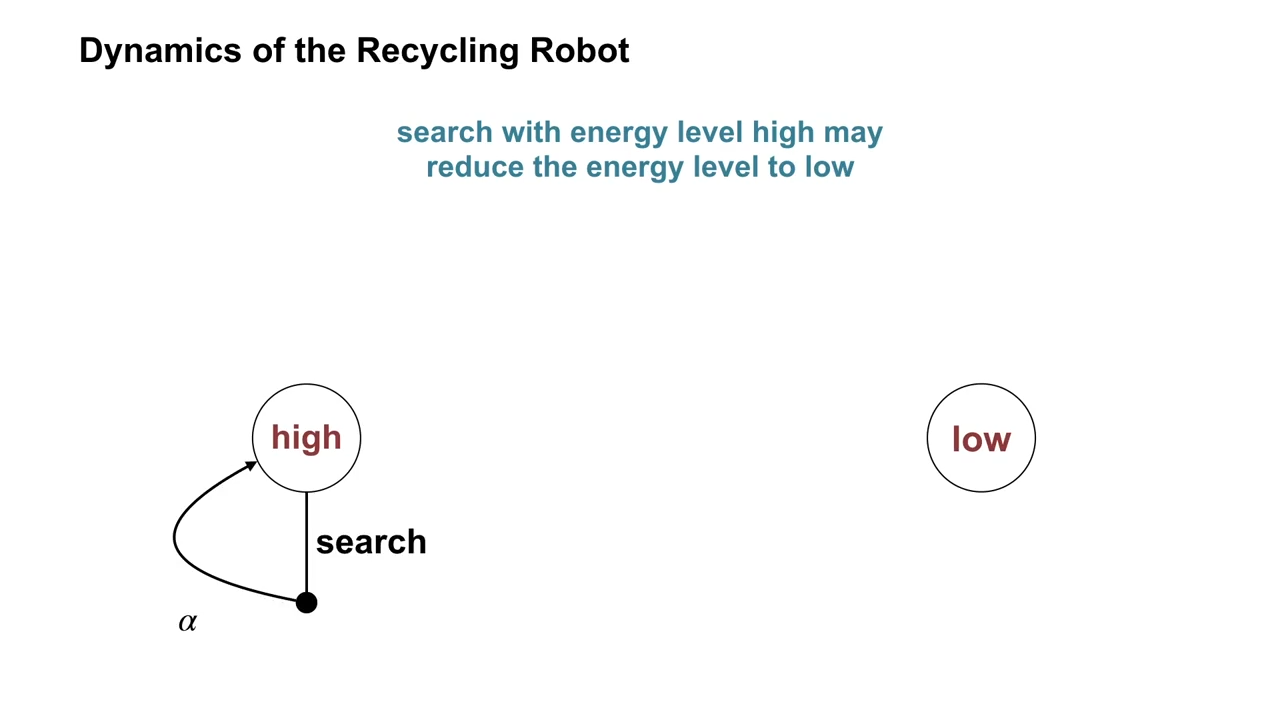 Dynamics of the Recycling Robot
search with energy level high may
reduce the energy level to low
high
low
search
α